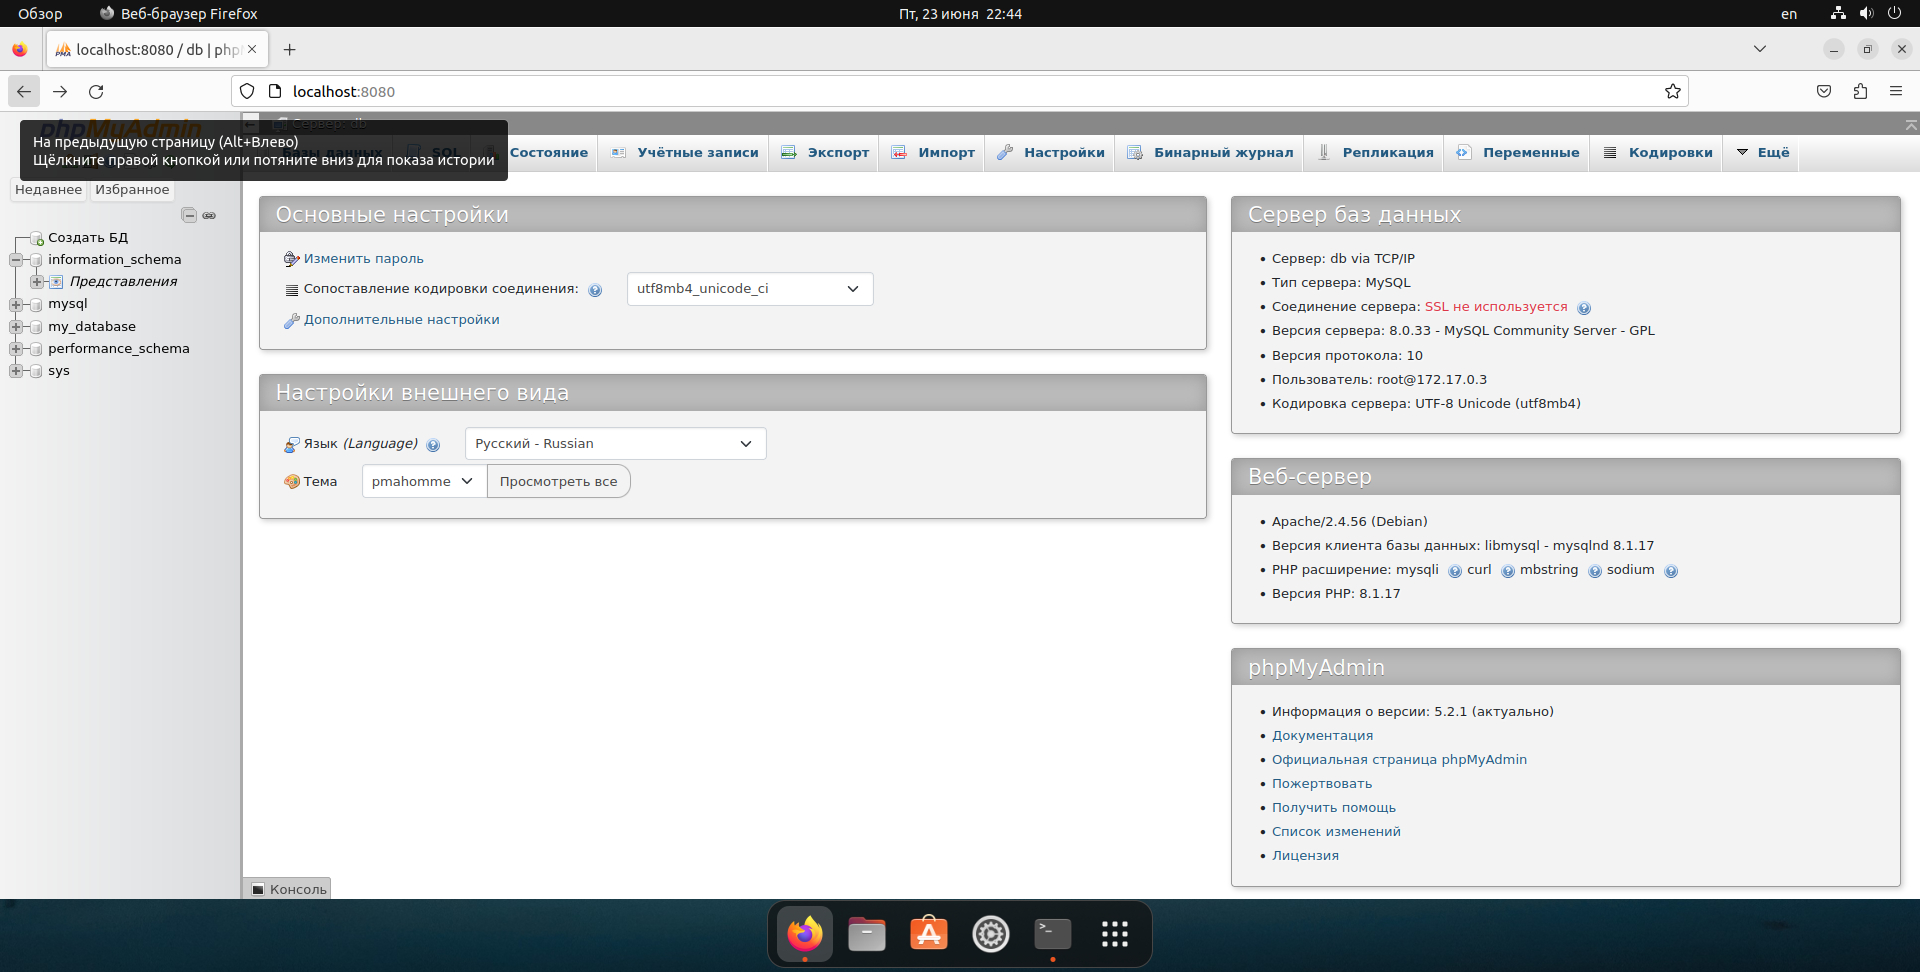 Обзор
Веб-браузер Firefox
Пт, 23 июня 22:44
en
localhost:8080 / db | php
localhost:8080
phpMyAdmin
Сервер: db
На предыдущую страницу (Alt+Влево)
Щёлкните правой кнопкой или потяните вниз для показа истории
Базы данных
SQL
Состояние
Учётные записи
Экспорт
Импорт
Настройки
Бинарный журнал
Репликация
Переменные
Кодировки
Ещё
Недавнее
Избранное
Создать БД
information_schema
Представления
mysql
my_database
performance_schema
sys
Основные настройки
Изменить пароль
Сопоставление кодировки соединения:
utf8mb4_unicode_ci
Дополнительные настройки
Настройки внешнего вида
Язык (Language)
Русский - Russian
Тема
pmahomme
Просмотреть все
Сервер баз данных
Сервер: db via TCP/IP
Тип сервера: MySQL
Соединение сервера: SSL не используется
Версия сервера: 8.0.33 - MySQL Community Server - GPL
Версия протокола: 10
Пользователь: root@172.17.0.3
Кодировка сервера: UTF-8 Unicode (utf8mb4)
Веб-сервер
Apache/2.4.56 (Debian)
Версия клиента базы данных: libmysql - mysqlnd 8.1.17
PHP расширение: mysqli curl mbstring sodium
Версия PHP: 8.1.17
phpMyAdmin
Информация о версии: 5.2.1 (актуально)
Документация
Официальная страница phpMyAdmin
Пожертвовать
Получить помощь
Список изменений
Лицензия
Консоль